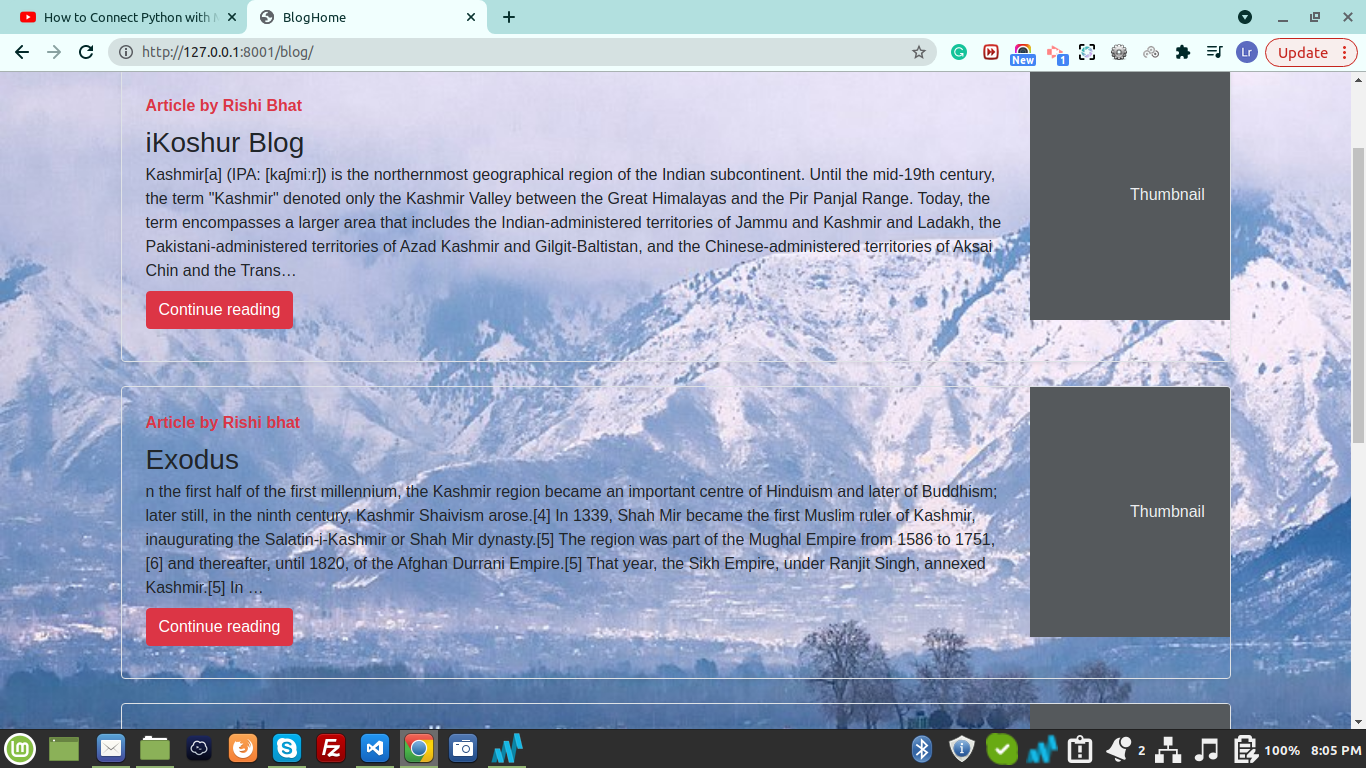 How to Connect Python with
BlogHome
http://127.0.0.1:8001/blog/
New
1
Lr
Update
Article by Rishi Bhat
iKoshur Blog
Kashmir[a] (IPA: [kaʃmiːr]) is the northernmost geographical region of the Indian subcontinent. Until the mid-19th century,
the term "Kashmir" denoted only the Kashmir Valley between the Great Himalayas and the Pir Panjal Range. Today, the
term encompasses a larger area that includes the Indian-administered territories of Jammu and Kashmir and Ladakh, the
Pakistani-administered territories of Azad Kashmir and Gilgit-Baltistan, and the Chinese-administered territories of Aksai
Chin and the Trans…
Continue reading
Thumbnail
Article by Rishi bhat
Exodus
n the first half of the first millennium, the Kashmir region became an important centre of Hinduism and later of Buddhism;
later still, in the ninth century, Kashmir Shaivism arose.[4] In 1339, Shah Mir became the first Muslim ruler of Kashmir,
inaugurating the Salatin-i-Kashmir or Shah Mir dynasty.[5] The region was part of the Mughal Empire from 1586 to 1751,
[6] and thereafter, until 1820, of the Afghan Durrani Empire.[5] That year, the Sikh Empire, under Ranjit Singh, annexed
Kashmir.[5] In …
Continue reading
Thumbnail
2
100%
8:05 PM